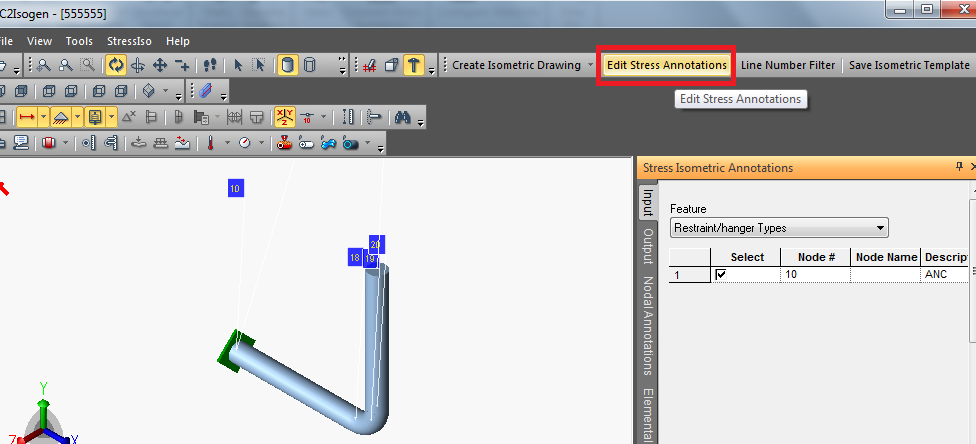 C2Isogen - [555555]
File View Tools StressIso Help
Create Isometric Drawing Edit Stress Annotations Line Number Filter Save Isometric Template
Edit Stress Annotations
X Y
Z
10
Stress Isometric Annotations
Input
Output
Nodal Annotations
Elemental
Feature
Restraint/hanger Types
Select Node # Node Name Descript
1 10 ANC
10
20
18 19
Y
Z X